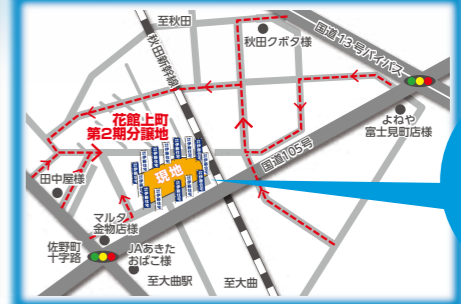 至秋田
秋田クボタ様
国道13号バイパス
秋田新幹線
よねや
富士見町店様
花館上町
第2期分譲地
国道105号
現地
田中屋様
マルタ
金物店様
佐野町
十字路
JAあきた
おばこ様
至大曲駅
至大曲